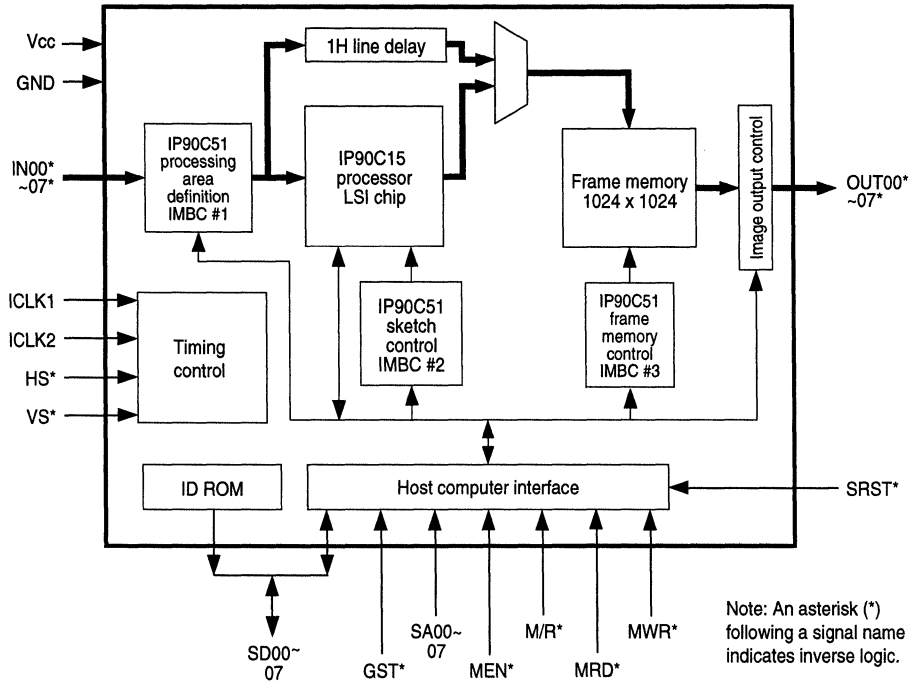 Vcc
GND
IN00*
~07*
1H line delay
IP90C51
processing
area
definition
IMBC #1
IP90C15
processor
LSI chip
Frame memory
1024 x 1024
Image output control
OUT00*
~07*
ICLK1
ICLK2
HS*
VS*
Timing
control
IP90C51
sketch
control
IMBC #2
IP90C51
frame
memory
control
IMBC #3
ID ROM
Host computer interface
SRST*
SD00~
07
GST*
SA00~
07
MEN*
M/R*
MRD*
MWR*
Note: An asterisk (*)
following a signal name
indicates inverse logic.